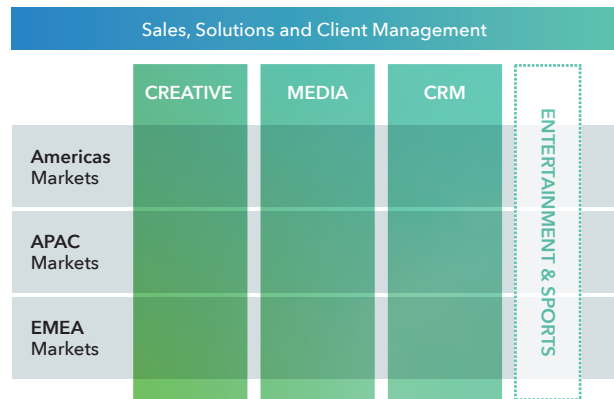 Sales, Solutions and Client Management
CREATIVE
MEDIA
CRM
ENTERTAINMENT & SPORTS
Americas
Markets
APAC
Markets
EMEA
Markets